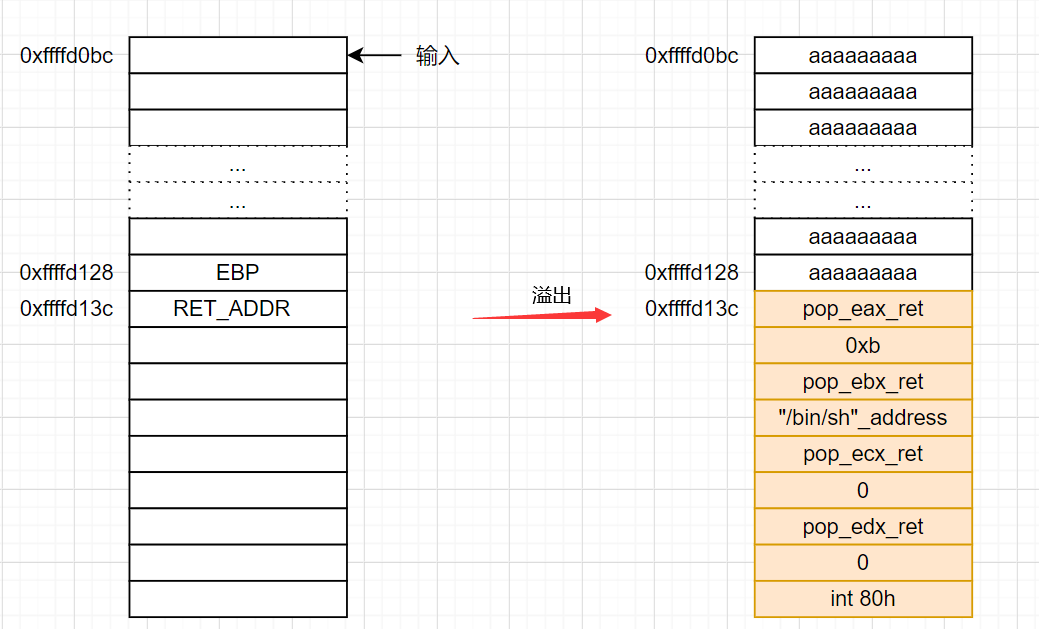 0xffffd0bc
输入
...
...
0xffffd128
EBP
0xffffd13c
RET_ADDR
溢出
0xffffd0bc
aaaaaaaaa
aaaaaaaaa
aaaaaaaaa
...
...
aaaaaaaaa
0xffffd128
aaaaaaaaa
0xffffd13c
pop_eax_ret
0xb
pop_ebx_ret
"/bin/sh"_address
pop_ecx_ret
0
pop_edx_ret
0
int 80h